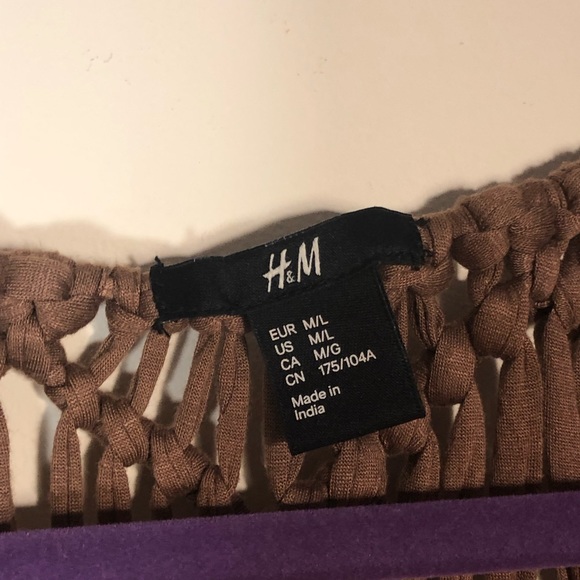 H&M
EUR M/L
US M/L
CA M/G
CN 175/104A
Made in
India